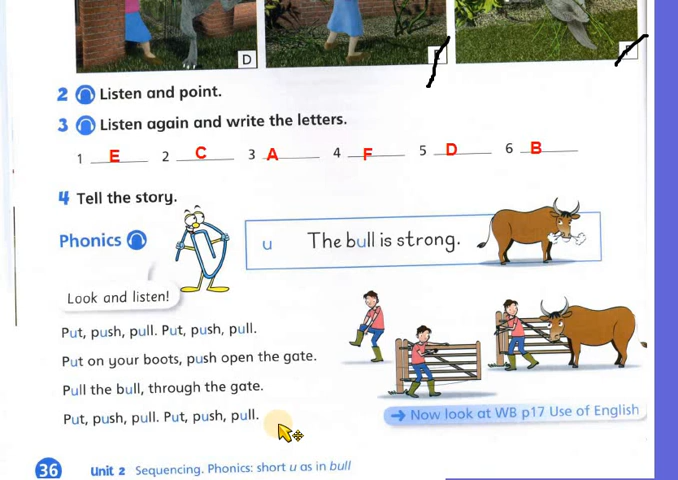 D
2 Listen and point.
3 Listen again and write the letters.
1 E 2 C 3 A 4 F 5 D 6 B
4 Tell the story.
Phonics
u The bull is strong.
Look and listen!
Put, push, pull. Put, push, pull.
Put on your boots, push open the gate.
Pull the bull, through the gate.
Put, push, pull. Put, push, pull.
→ Now look at WB p17 Use of English
36 Unit 2 Sequencing. Phonics: short u as in bull